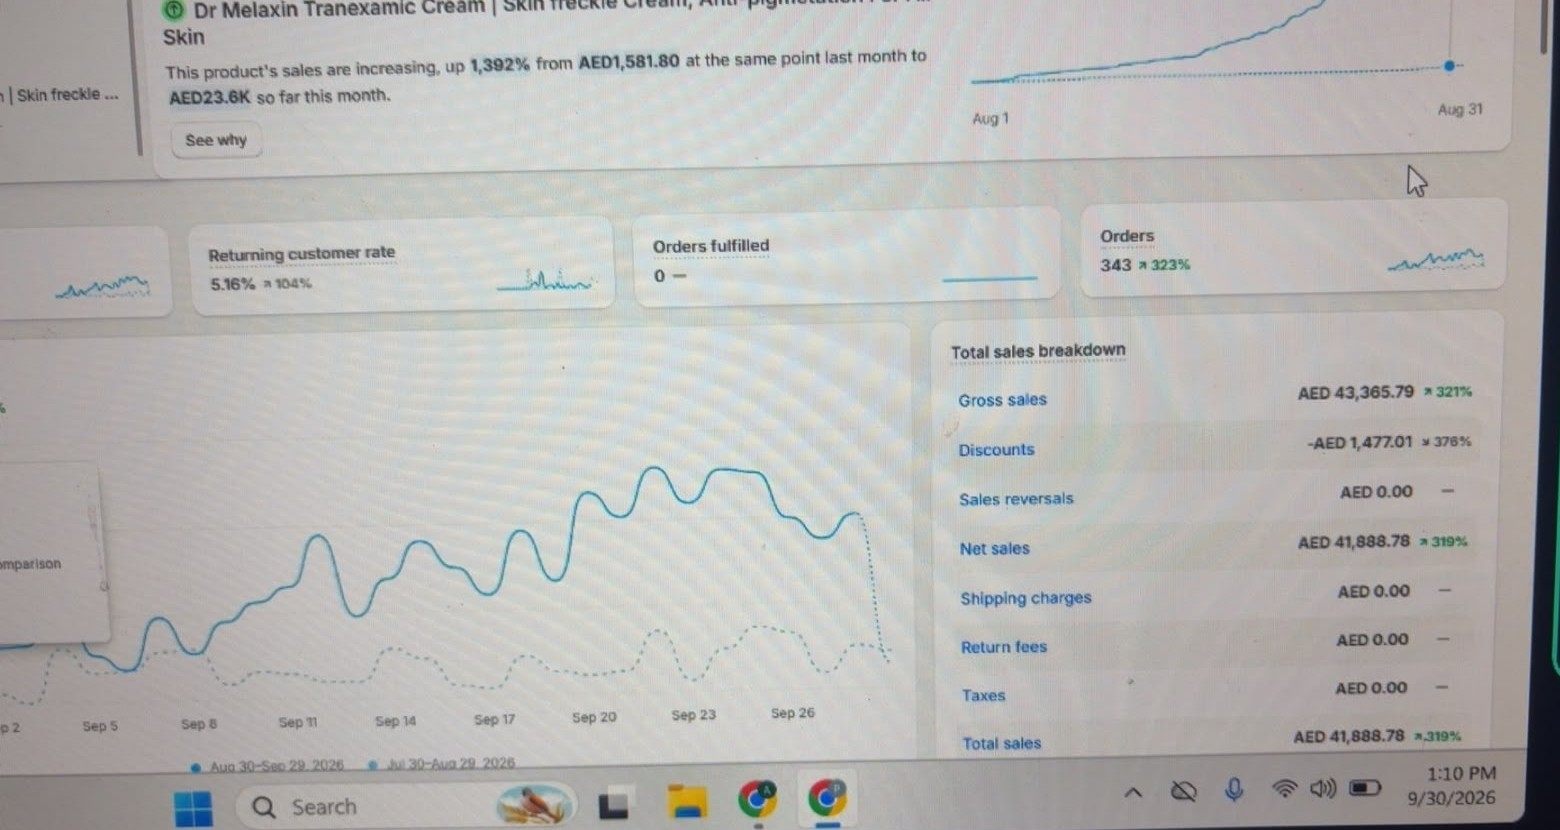 Dr Melaxin Tranexamic Cream | Skin freckle Cream, Anti-pigmentation For A...
Skin
This product's sales are increasing, up 1,392% from AED1,581.80 at the same point last month to
AED23.6K so far this month.
| Skin freckle ...
See why
Aug 1
Aug 31
Returning customer rate
5.16% 104%
Orders fulfilled
0 —
Orders
343 323%
Total sales breakdown
Gross sales AED 43,365.79 321%
Discounts -AED 1,477.01 376%
Sales reversals AED 0.00 —
Net sales AED 41,888.78 319%
Shipping charges AED 0.00 —
Return fees AED 0.00 —
Taxes AED 0.00 —
Total sales AED 41,888.78 319%
Sep 5 Sep 8 Sep 11 Sep 14 Sep 17 Sep 20 Sep 23 Sep 26
Aug 30–Sep 29, 2026 Jul 30–Aug 29, 2026
Search
A
P
1:10 PM
9/30/2026